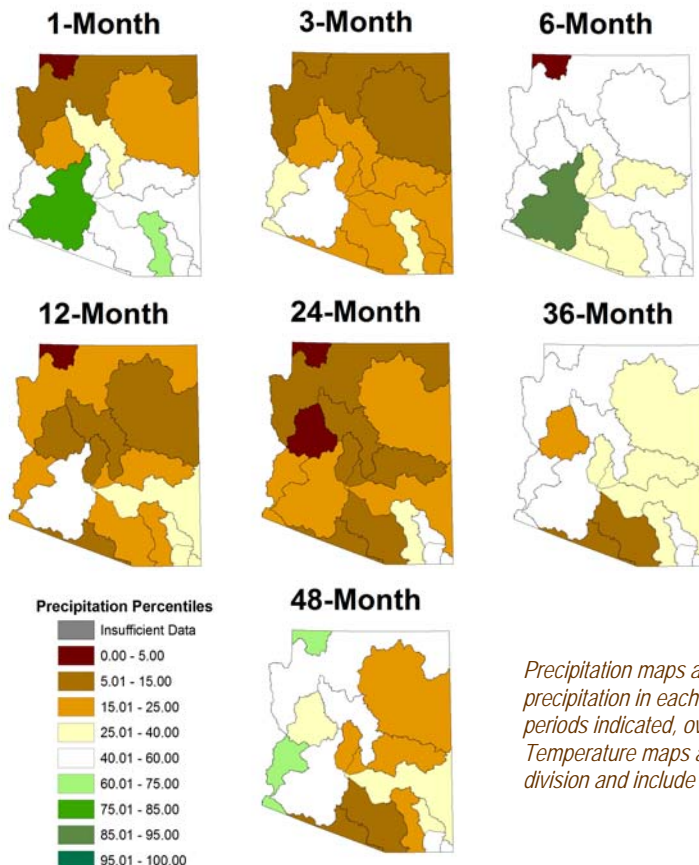 1-Month
3-Month
6-Month
12-Month
24-Month
36-Month
Precipitation Percentiles
Insufficient Data
0.00 - 5.00
5.01 - 15.00
15.01 - 25.00
25.01 - 40.00
40.01 - 60.00
60.01 - 75.00
75.01 - 85.00
85.01 - 95.00
95.01 - 100.00
48-Month
Precipitation maps a
precipitation in each
periods indicated, ov
Temperature maps a
division and include